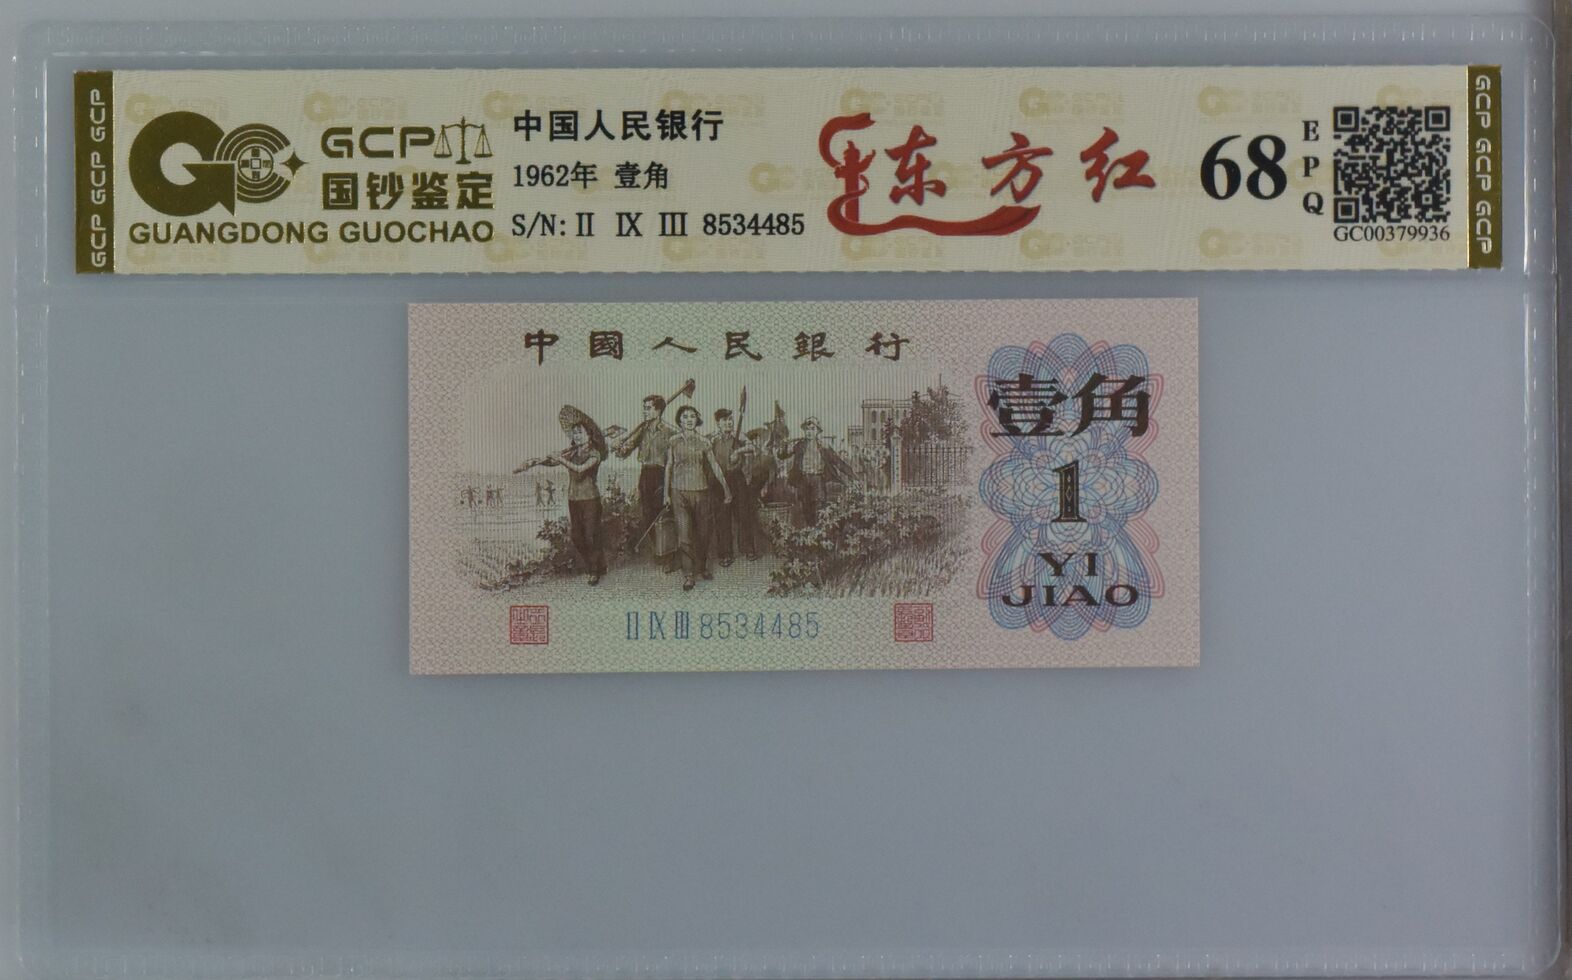 GCP GCP GCP
GCP
国钞鉴定
GUANGDONG GUOCHAO
中国人民银行
1962年 壹角
S/N: II IX III 8534485
东方红
68
EPQ
GC00379936
GCP GCP GCP
中國人民銀行
壹角
1
YI
JIAO
II IX III 8534485